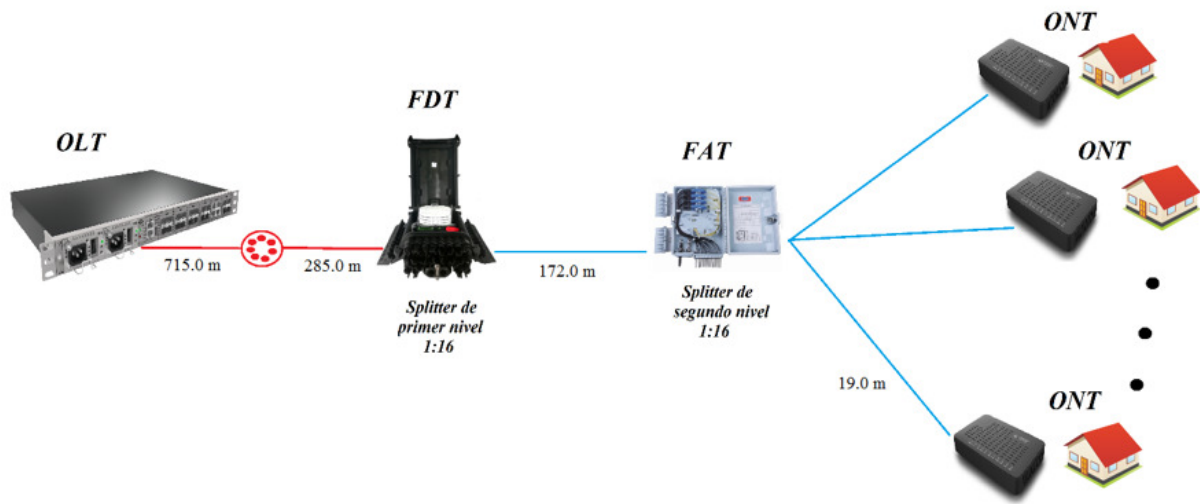 ONT
FDT
OLT
FAT
ONT
715.0 m
285.0 m
172.0 m
Splitter de
primer nivel
1:16
Splitter de
segundo nivel
1:16
19.0 m
ONT